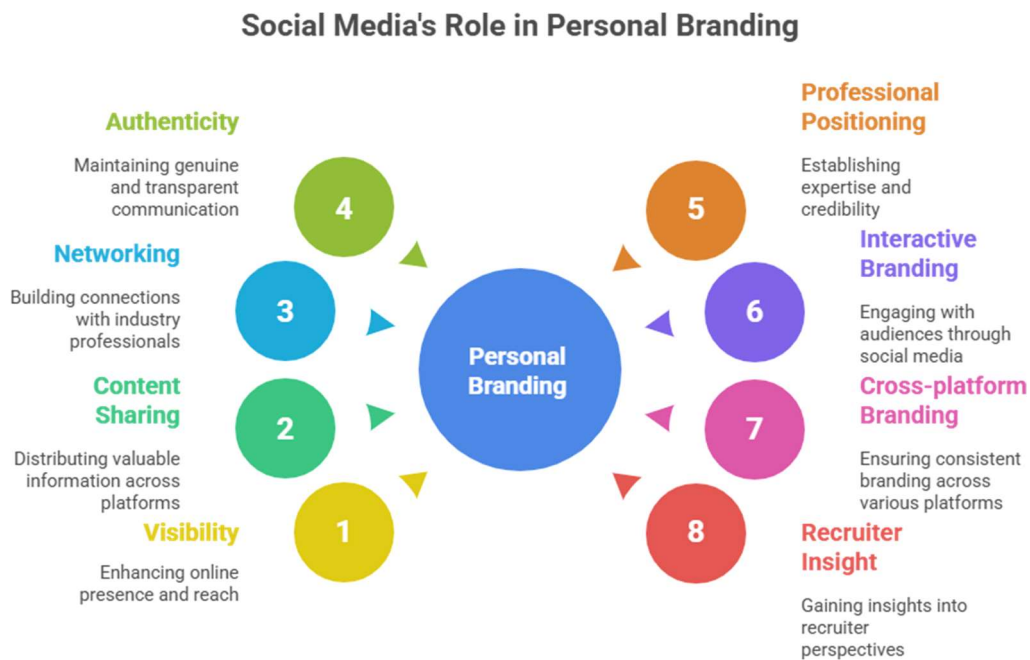 Social Media's Role in Personal Branding
Authenticity
Maintaining genuine
and transparent
communication
4
Networking
Building connections
with industry
professionals
3
Content
Sharing
Distributing valuable
information across
platforms
2
Visibility
Enhancing online
presence and reach
1
Personal
Branding
Professional
Positioning
Establishing
expertise and
credibility
5
Interactive
Branding
Engaging with
audiences through
social media
6
Cross-platform
Branding
Ensuring consistent
branding across
various platforms
7
Recruiter
Insight
Gaining insights into
recruiter
perspectives
8